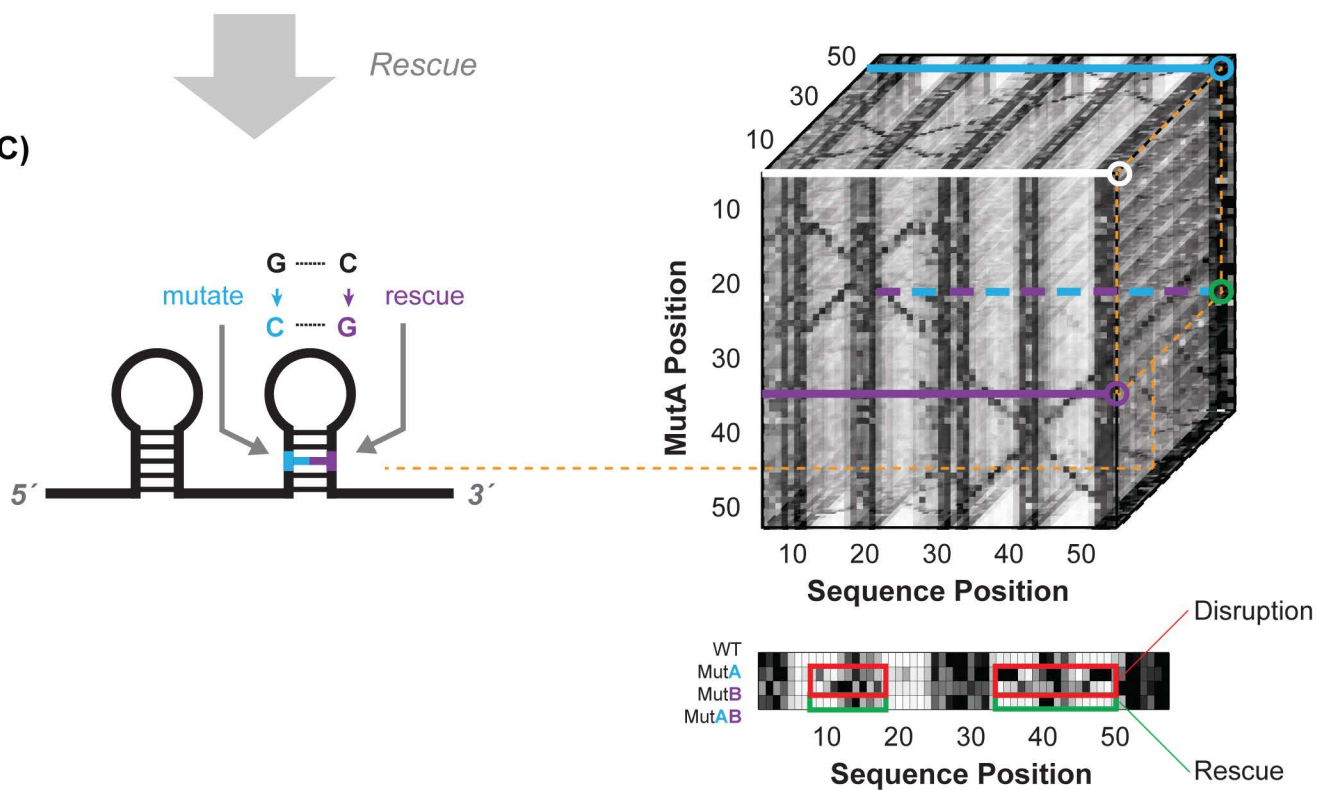 Rescue
C)
G C
mutate rescue
C G
5´ 3´
50
30
10
10
20
30
40
50
MutA Position
10 20 30 40 50
Sequence Position
Disruption
WT
MutA
MutB
MutAB
10 20 30 40 50
Sequence Position
Rescue